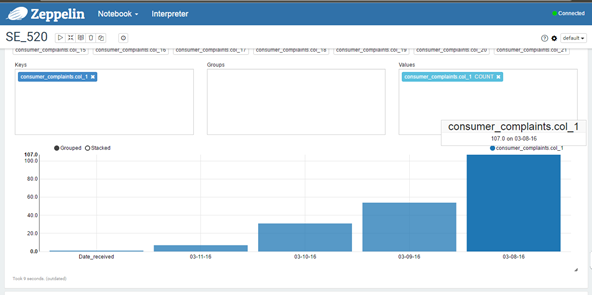 Zeppelin Notebook Interpreter Connected
SE_520 default
consumer_complaints.col_15 consumer_complaints.col_16 consumer_complaints.col_17 consumer_complaints.col_18 consumer_complaints.col_19 consumer_complaints.col_20 consumer_complaints.col_21
Keys Groups Values
consumer_complaints.col_1 consumer_complaints.col_1 COUNT
consumer_complaints.col_1
107.0 on 03-08-16
Grouped Stacked consumer_complaints.col_1
107.0
100.0
80.0
60.0
40.0
20.0
0.0
Date_received 03-11-16 03-10-16 03-09-16 03-08-16
Took 6 seconds. (outdated)